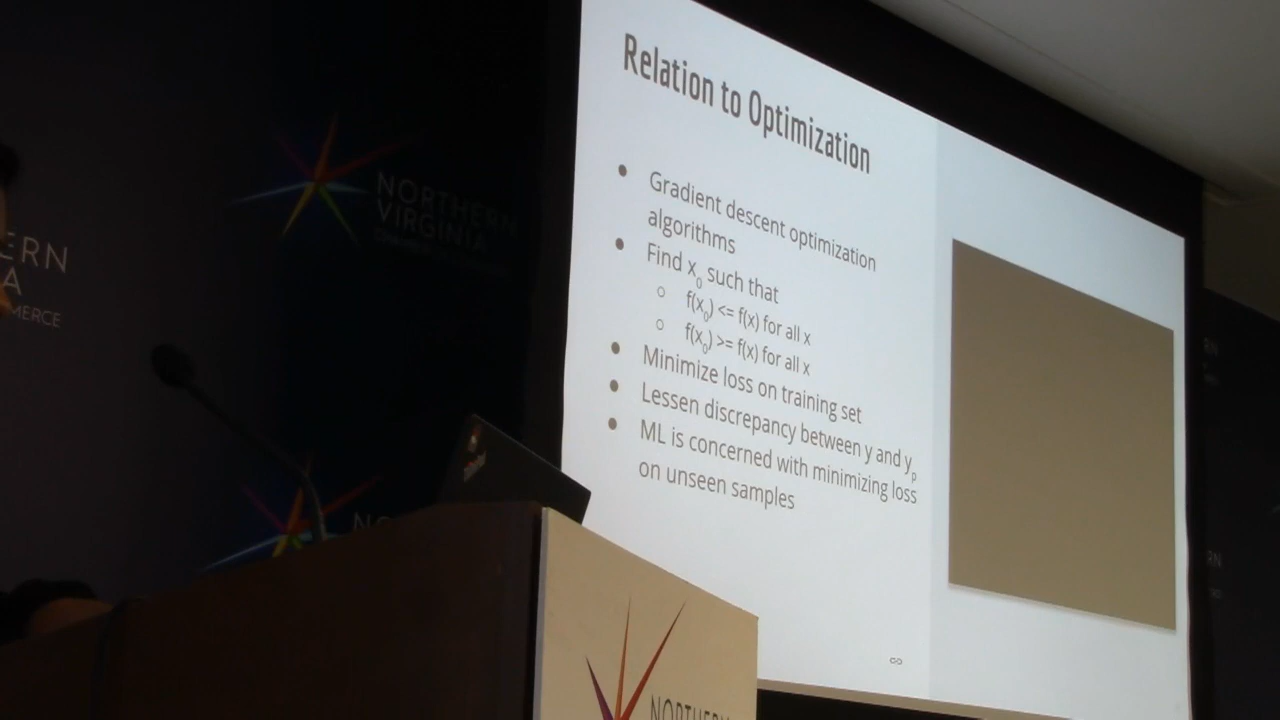 Relation to Optimization
Gradient descent optimization
algorithms
Find x0 such that
f(x0) <= f(x) for all x
f(x0) >= f(x) for all x
Minimize loss on training set
Lessen discrepancy between y and yp
ML is concerned with minimizing loss
on unseen samples
NORTHERN
VIRGINIA
ERN
A
MERCE
NO
NORTHERN